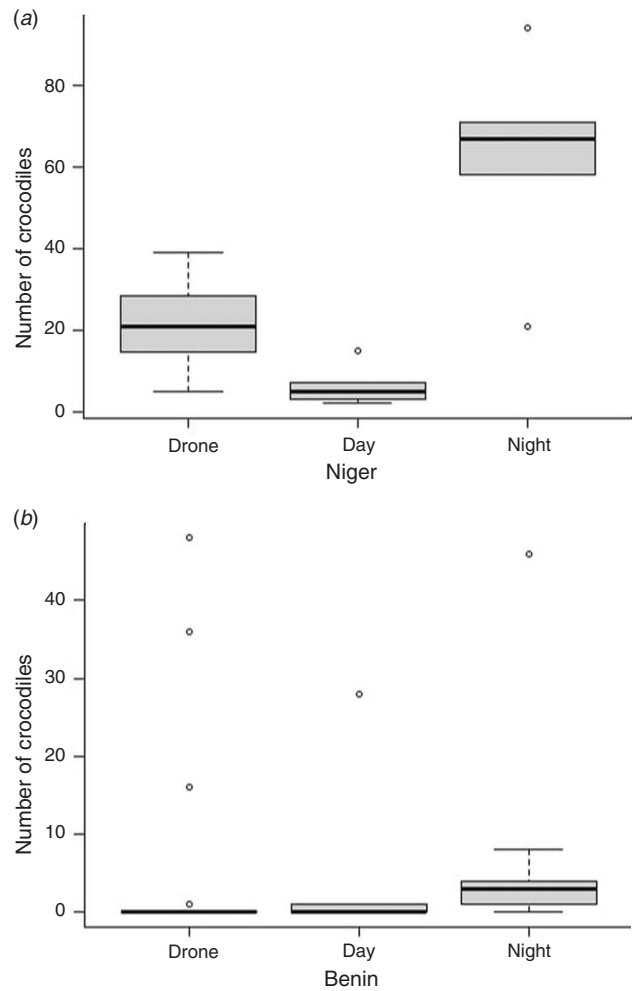 (a)
Number of crocodiles
80
60
40
20
0
Drone Day Night
Niger
(b)
Number of crocodiles
40
30
20
10
0
Drone Day Night
Benin